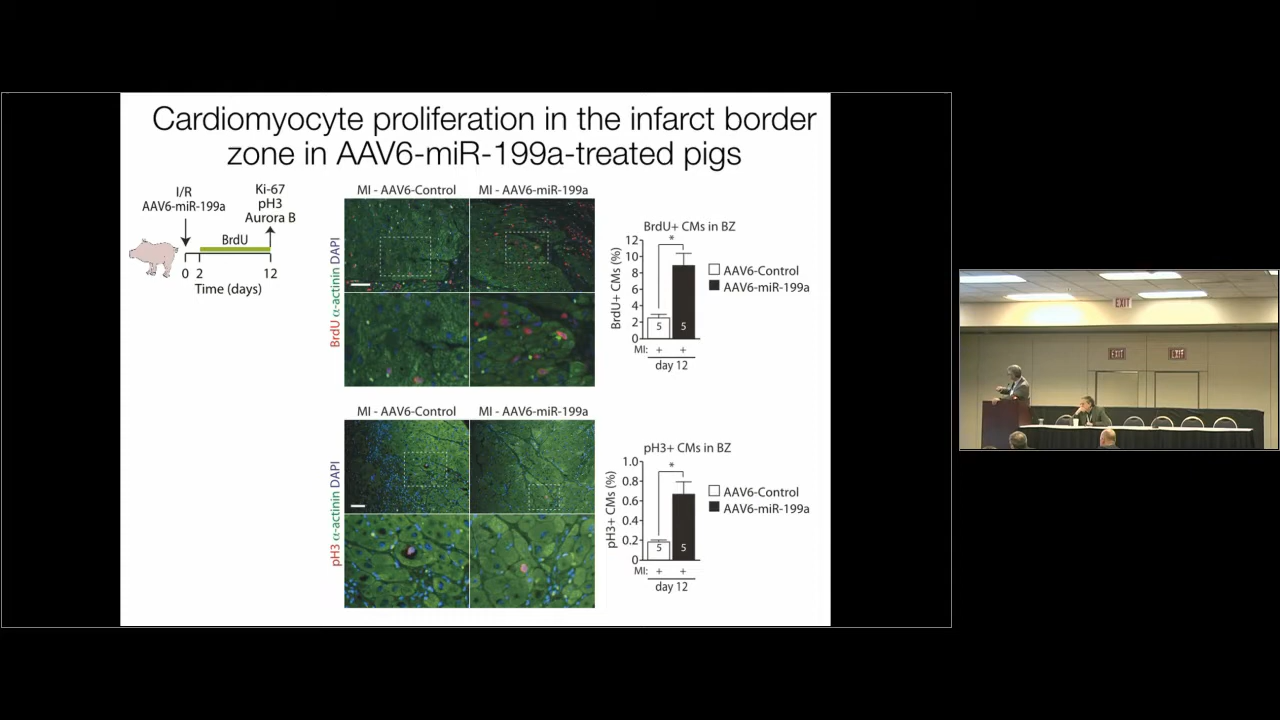 Cardiomyocyte proliferation in the infarct border
zone in AAV6-miR-199a-treated pigs
I/R
AAV6-miR-199a
Ki-67
pH3
Aurora B
BrdU
0 2 12
Time (days)
MI - AAV6-Control
MI - AAV6-miR-199a
BrdU α-actinin DAPI
BrdU+ CMs in BZ
BrdU+ CMs (%)
12
10
8
6
4
2
0
*
5 5
MI: + +
day 12
AAV6-Control
AAV6-miR-199a
MI - AAV6-Control
MI - AAV6-miR-199a
pH3 α-actinin DAPI
pH3+ CMs in BZ
pH3+ CMs (%)
1.0
0.8
0.6
0.4
0.2
0
*
5 5
MI: + +
day 12
AAV6-Control
AAV6-miR-199a
EXIT
EXIT
EXIT